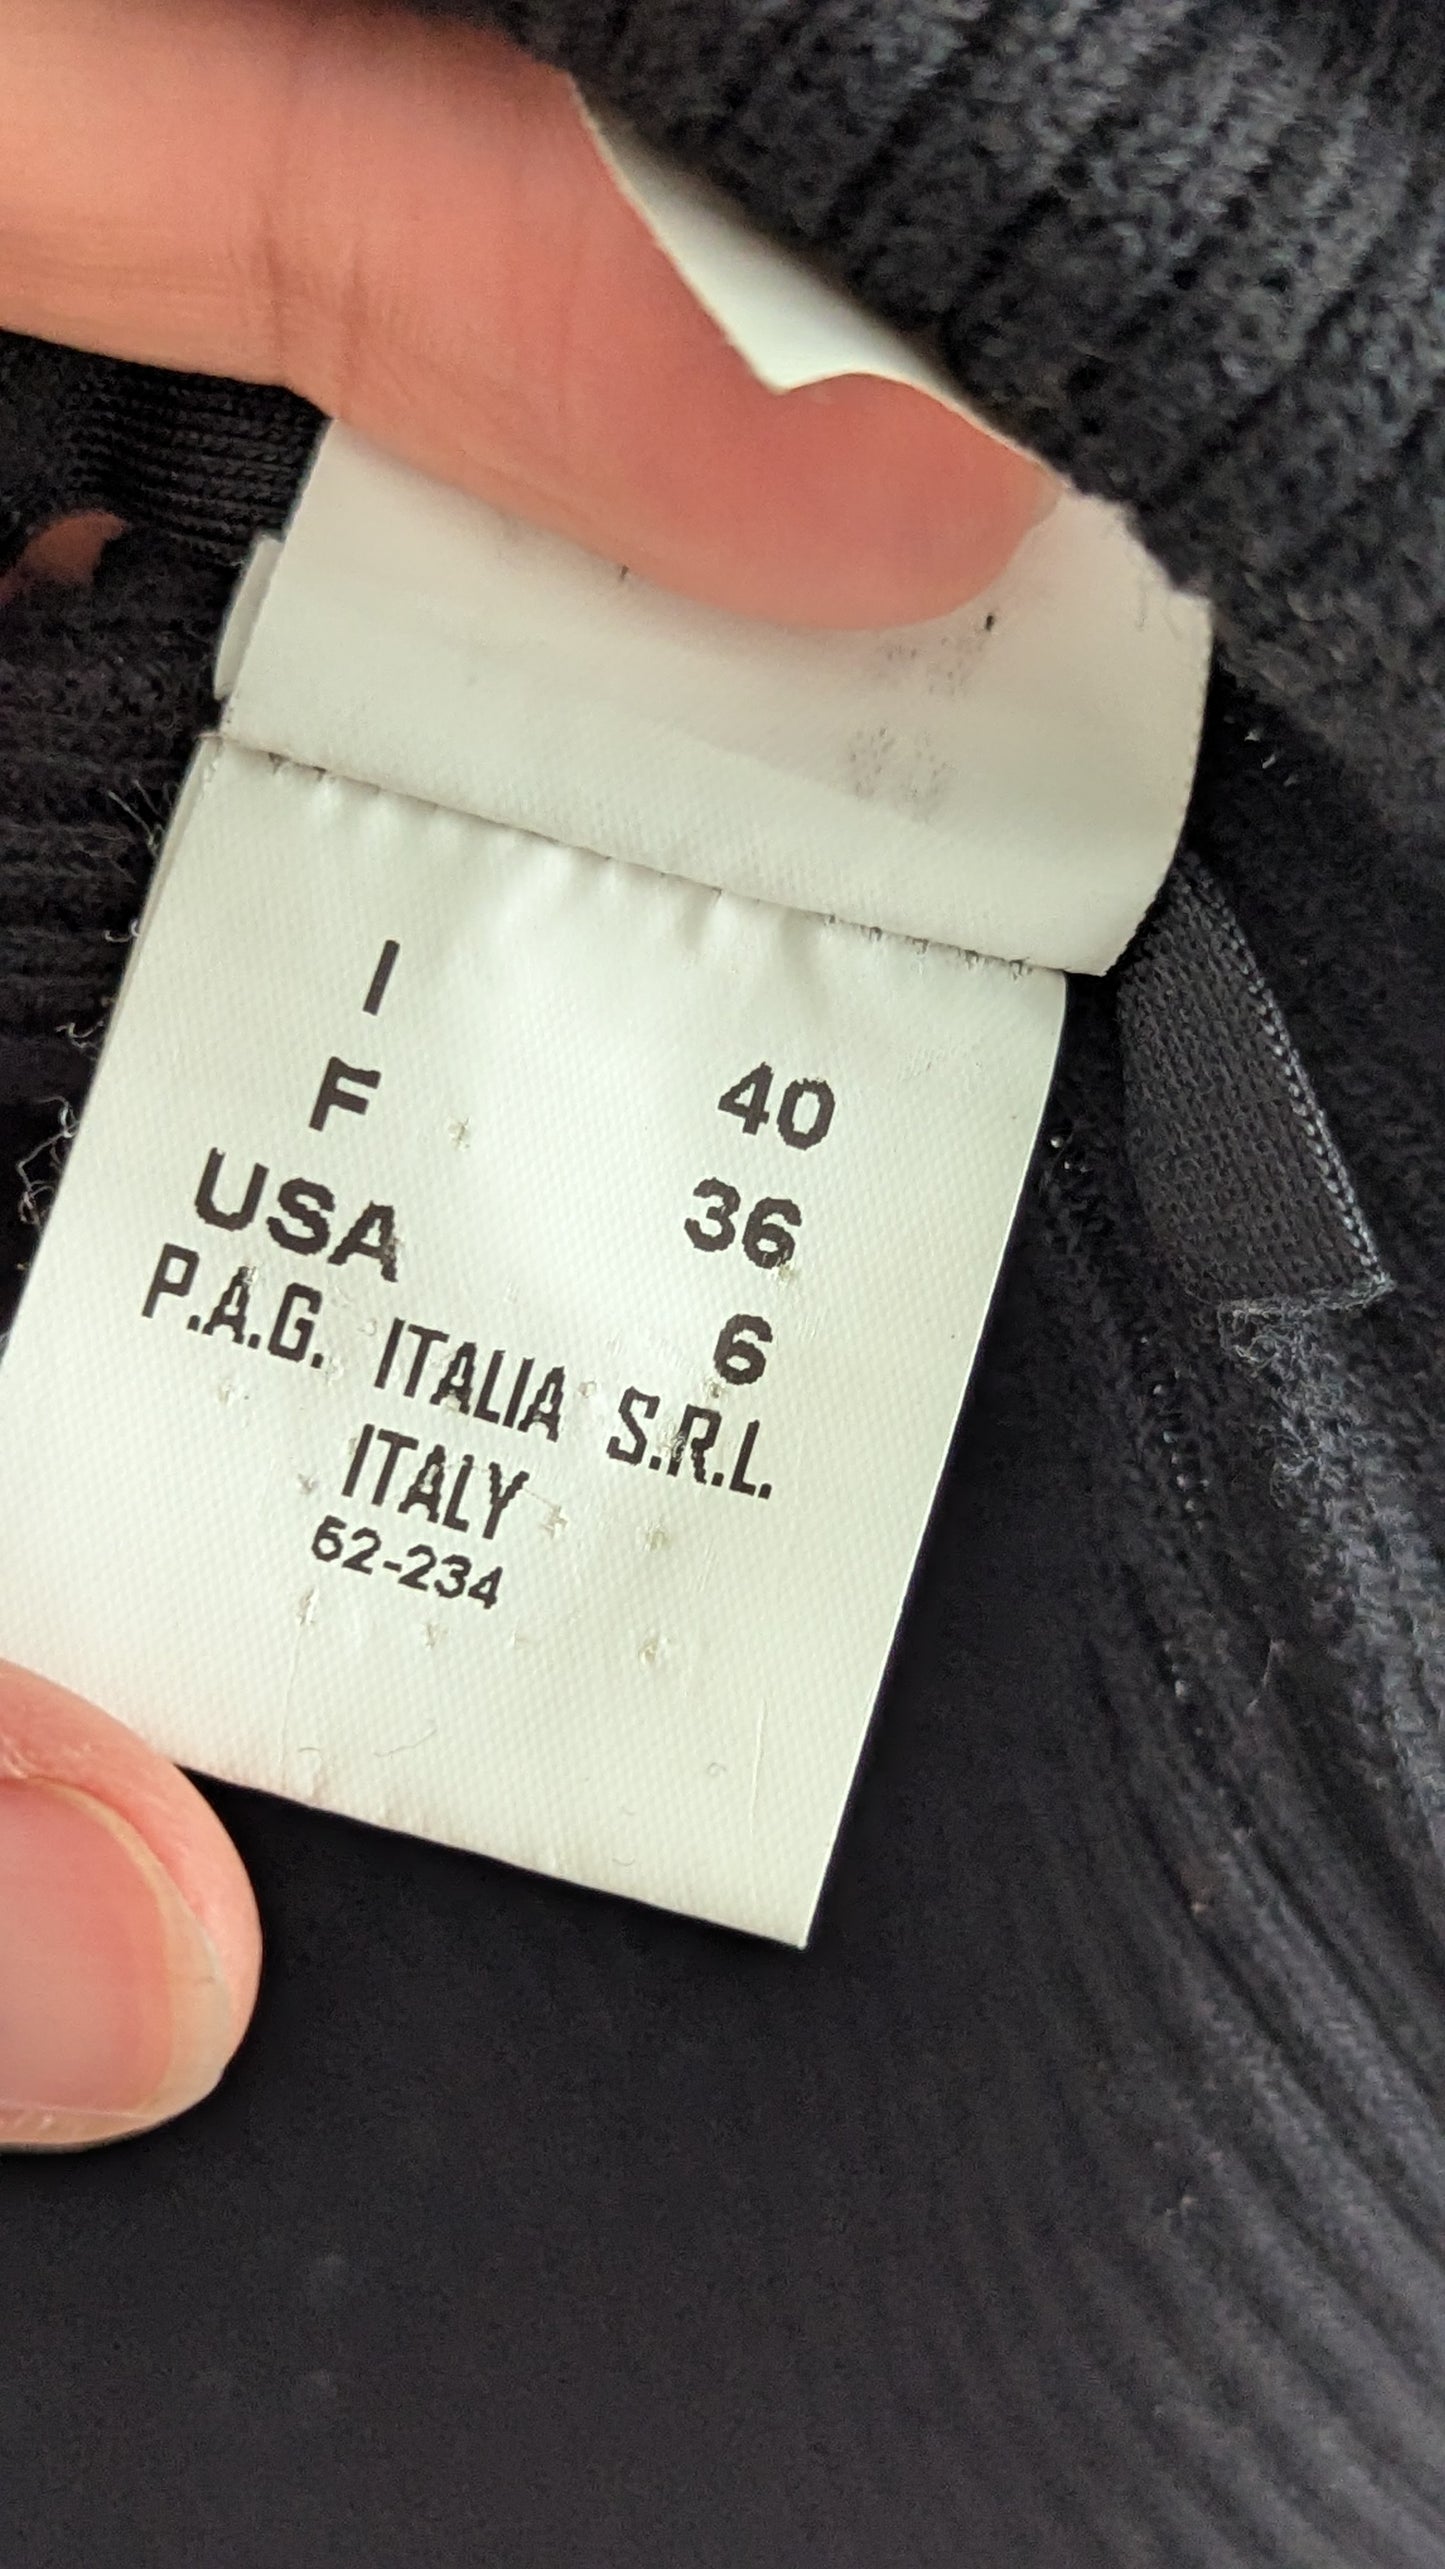 I 40
F 36
USA 6
P.A.G. ITALIA S.R.L.
ITALY
62-234